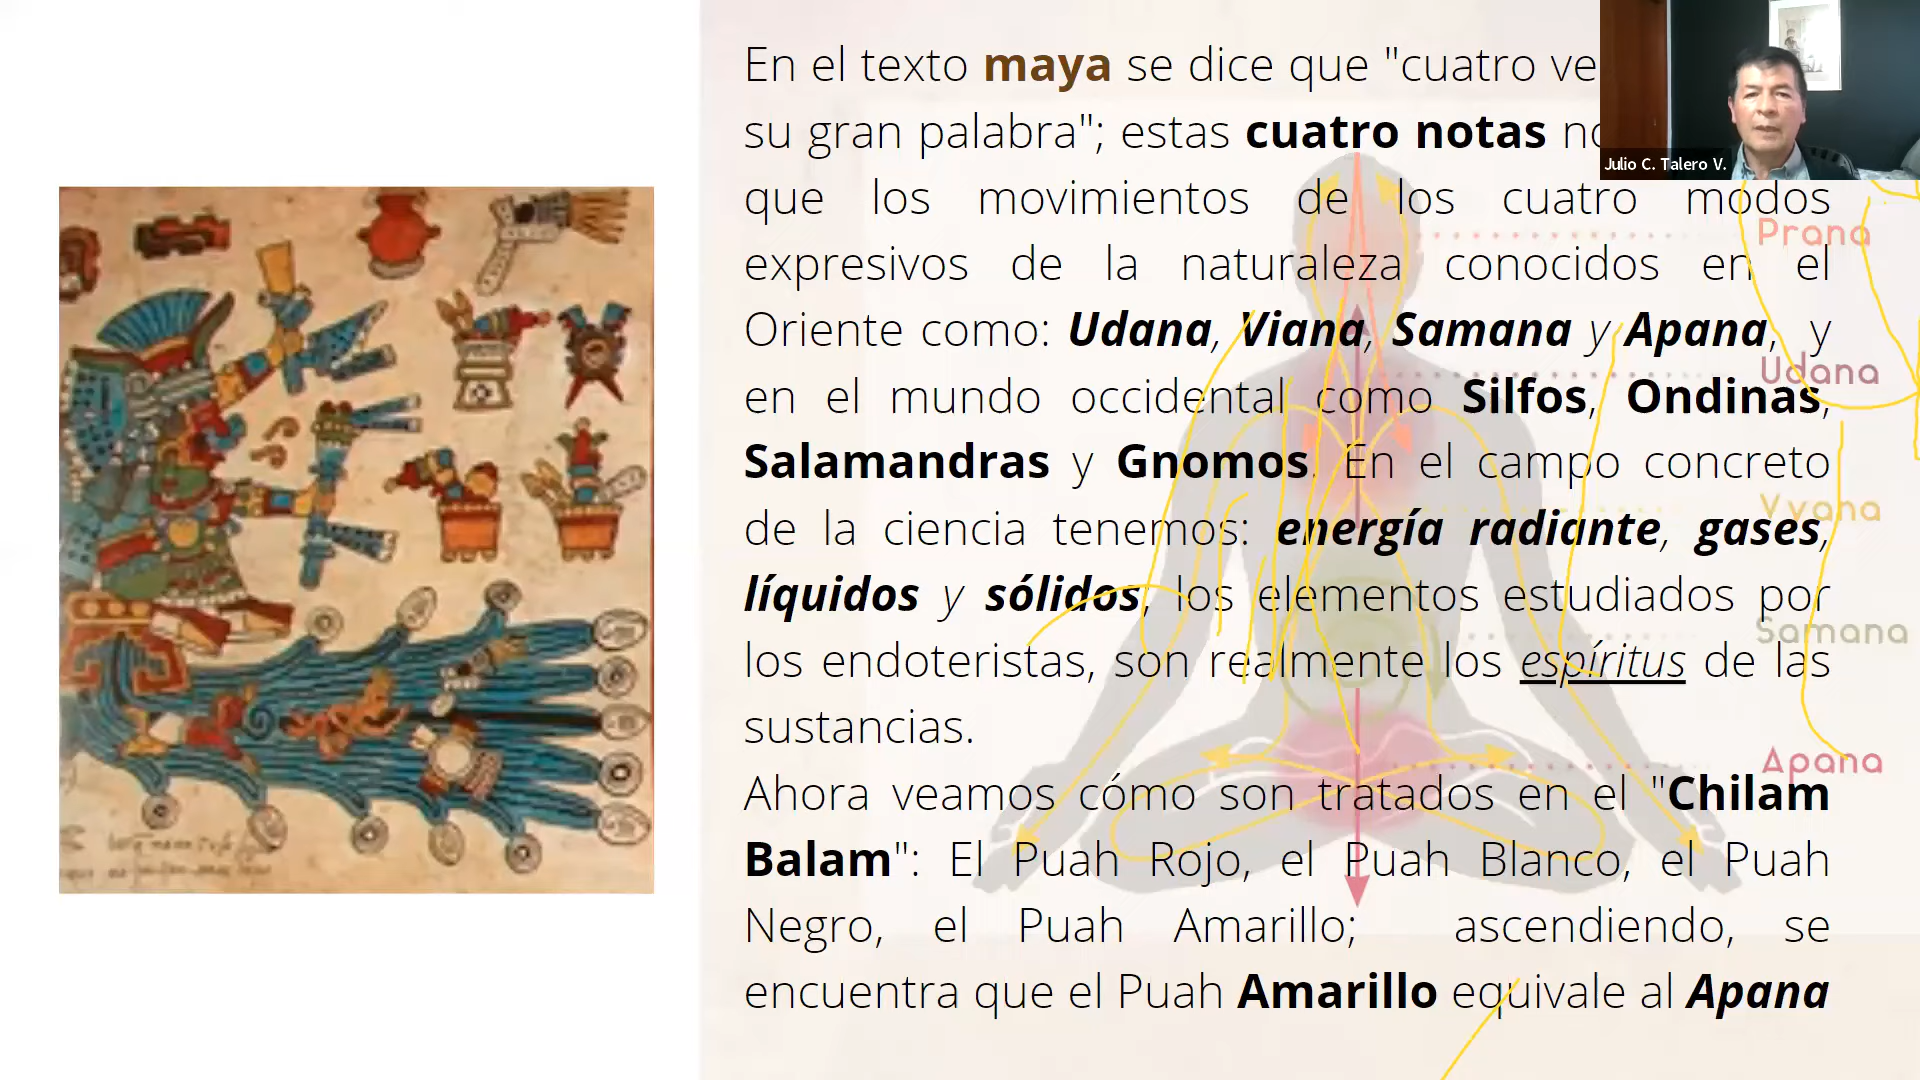 En el texto maya se dice que "cuatro ve
su gran palabra"; estas cuatro notas no
que los movimientos de los cuatro modos
expresivos de la naturaleza conocidos en el
Oriente como: Udana, Viana, Samana y Apana, y
en el mundo occidental como Silfos, Ondinas,
Salamandras y Gnomos. En el campo concreto
de la ciencia tenemos: energía radiante, gases,
líquidos y sólidos, los elementos estudiados por
los endoteristas, son realmente los espíritus de las
sustancias.
Ahora veamos cómo son tratados en el "Chilam
Balam": El Puah Rojo, el Puah Blanco, el Puah
Negro, el Puah Amarillo; ascendiendo, se
encuentra que el Puah Amarillo equivale al Apana
Julio C. Talero V.
Prana
Udana
Vyana
Samana
Apana